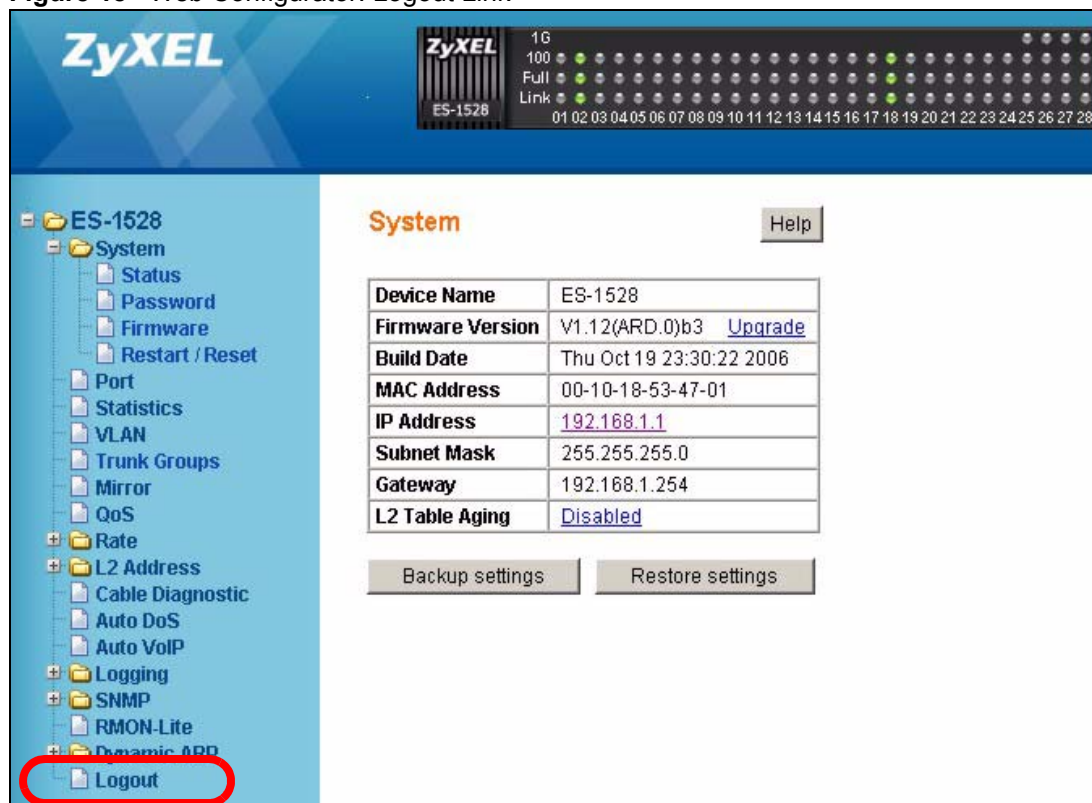 ZyXEL
ZyXEL
ES-1528
1G
100
Full
Link
01 02 03 04 05 06 07 08 09 10 11 12 13 14 15 16 17 18 19 20 21 22 23 24 25 26 27 28
ES-1528
System
Status
Password
Firmware
Restart / Reset
Port
Statistics
VLAN
Trunk Groups
Mirror
QoS
Rate
L2 Address
Cable Diagnostic
Auto DoS
Auto VoIP
Logging
SNMP
RMON-Lite
Dynamic ARP
Logout
System
Help
Device Name ES-1528
Firmware Version V1.12(ARD.0)b3 Upgrade
Build Date Thu Oct 19 23:30:22 2006
MAC Address 00-10-18-53-47-01
IP Address 192.168.1.1
Subnet Mask 255.255.255.0
Gateway 192.168.1.254
L2 Table Aging Disabled
Backup settings Restore settings